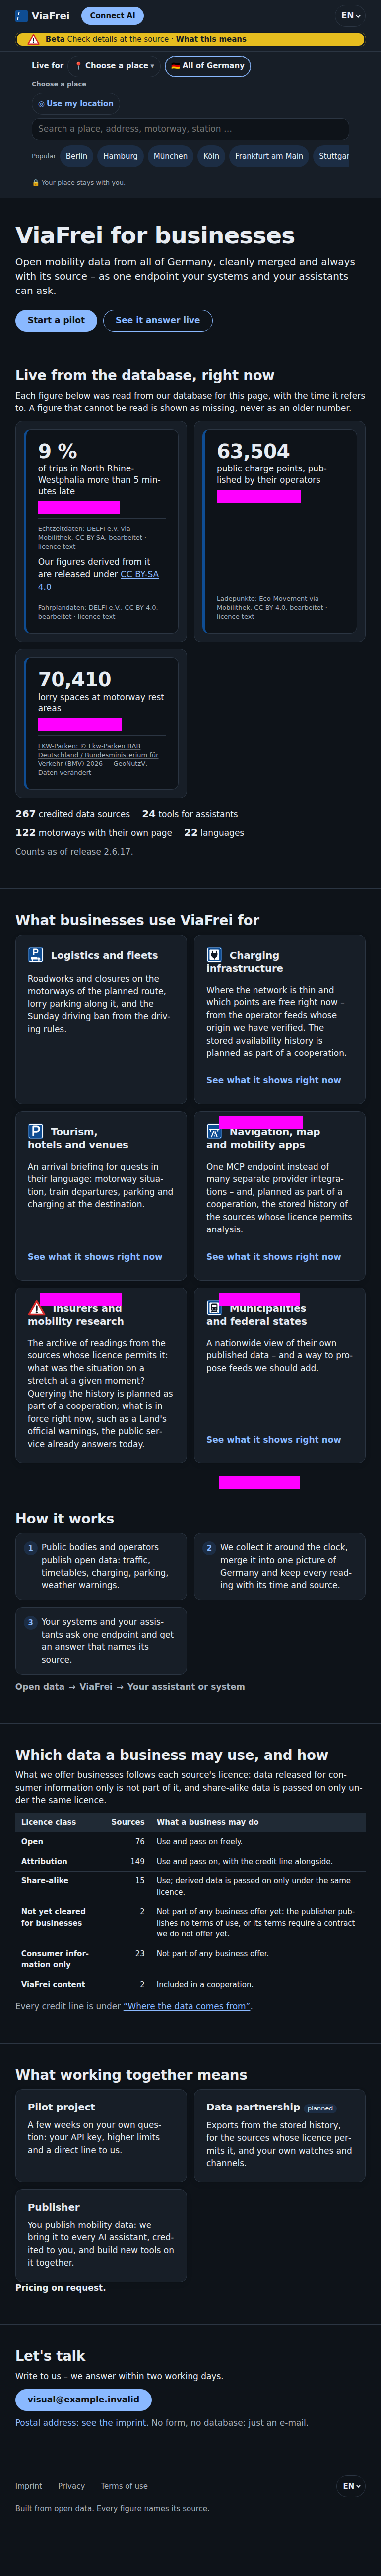 ViaFrei Connect AI EN
Beta Check details at the source · What this means
Live for Choose a place ▾ All of Germany
Choose a place
◎ Use my location
Search a place, address, motorway, station …
Popular Berlin Hamburg München Köln Frankfurt am Main Stuttgar
Your place stays with you.
ViaFrei for businesses
Open mobility data from all of Germany, cleanly merged and always
with its source – as one endpoint your systems and your assistants
can ask.
Start a pilot See it answer live
Live from the database, right now
Each figure below was read from our database for this page, with the time it refers
to. A figure that cannot be read is shown as missing, never as an older number.
9 %
of trips in North Rhine-
Westphalia more than 5 min-
utes late
Echtzeitdaten: DELFI e.V. via
Mobilithek, CC BY-SA, bearbeitet ·
licence text
Our figures derived from it
are released under CC BY-SA
4.0
Fahrplandaten: DELFI e.V., CC BY 4.0,
bearbeitet · licence text
63,504
public charge points, pub-
lished by their operators
Ladepunkte: Eco-Movement via
Mobilithek, CC BY 4.0, bearbeitet ·
licence text
70,410
lorry spaces at motorway rest
areas
LKW-Parken: © Lkw-Parken BAB
Deutschland / Bundesministerium für
Verkehr (BMV) 2026 — GeoNutzV,
Daten verändert
267 credited data sources 24 tools for assistants
122 motorways with their own page 22 languages
Counts as of release 2.6.17.
What businesses use ViaFrei for
Logistics and fleets
Roadworks and closures on the
motorways of the planned route,
lorry parking along it, and the
Sunday driving ban from the driv-
ing rules.
Charging
infrastructure
Where the network is thin and
which points are free right now –
from the operator feeds whose
origin we have verified. The
stored availability history is
planned as part of a cooperation.
See what it shows right now
Tourism,
hotels and venues
An arrival briefing for guests in
their language: motorway situa-
tion, train departures, parking and
charging at the destination.
See what it shows right now
Navigation, map
and mobility apps
One MCP endpoint instead of
many separate provider integra-
tions – and, planned as part of a
cooperation, the stored history of
the sources whose licence permits
analysis.
See what it shows right now
Insurers and
mobility research
The archive of readings from the
sources whose licence permits it:
what was the situation on a
stretch at a given moment?
Querying the history is planned as
part of a cooperation; what is in
force right now, such as a Land's
official warnings, the public ser-
vice already answers today.
Municipalities
and federal states
A nationwide view of their own
published data – and a way to pro-
pose feeds we should add.
See what it shows right now
How it works
1 Public bodies and operators
publish open data: traffic,
timetables, charging, parking,
weather warnings.
2 We collect it around the clock,
merge it into one picture of
Germany and keep every read-
ing with its time and source.
3 Your systems and your assis-
tants ask one endpoint and get
an answer that names its
source.
Open data → ViaFrei → Your assistant or system
Which data a business may use, and how
What we offer businesses follows each source's licence: data released for con-
sumer information only is not part of it, and share-alike data is passed on only un-
der the same licence.
Licence class Sources What a business may do
Open 76 Use and pass on freely.
Attribution 149 Use and pass on, with the credit line alongside.
Share-alike 15 Use; derived data is passed on only under the same
licence.
Not yet cleared
for businesses 2 Not part of any business offer yet: the publisher pub-
lishes no terms of use, or its terms require a contract
we do not offer yet.
Consumer infor-
mation only 23 Not part of any business offer.
ViaFrei content 2 Included in a cooperation.
Every credit line is under “Where the data comes from”.
What working together means
Pilot project
A few weeks on your own ques-
tion: your API key, higher limits
and a direct line to us.
Data partnership planned
Exports from the stored history,
for the sources whose licence per-
mits it, and your own watches and
channels.
Publisher
You publish mobility data: we
bring it to every AI assistant, cred-
ited to you, and build new tools on
it together.
Pricing on request.
Let's talk
Write to us – we answer within two working days.
visual@example.invalid
Postal address: see the imprint. No form, no database: just an e-mail.
Imprint Privacy Terms of use EN
Built from open data. Every figure names its source.